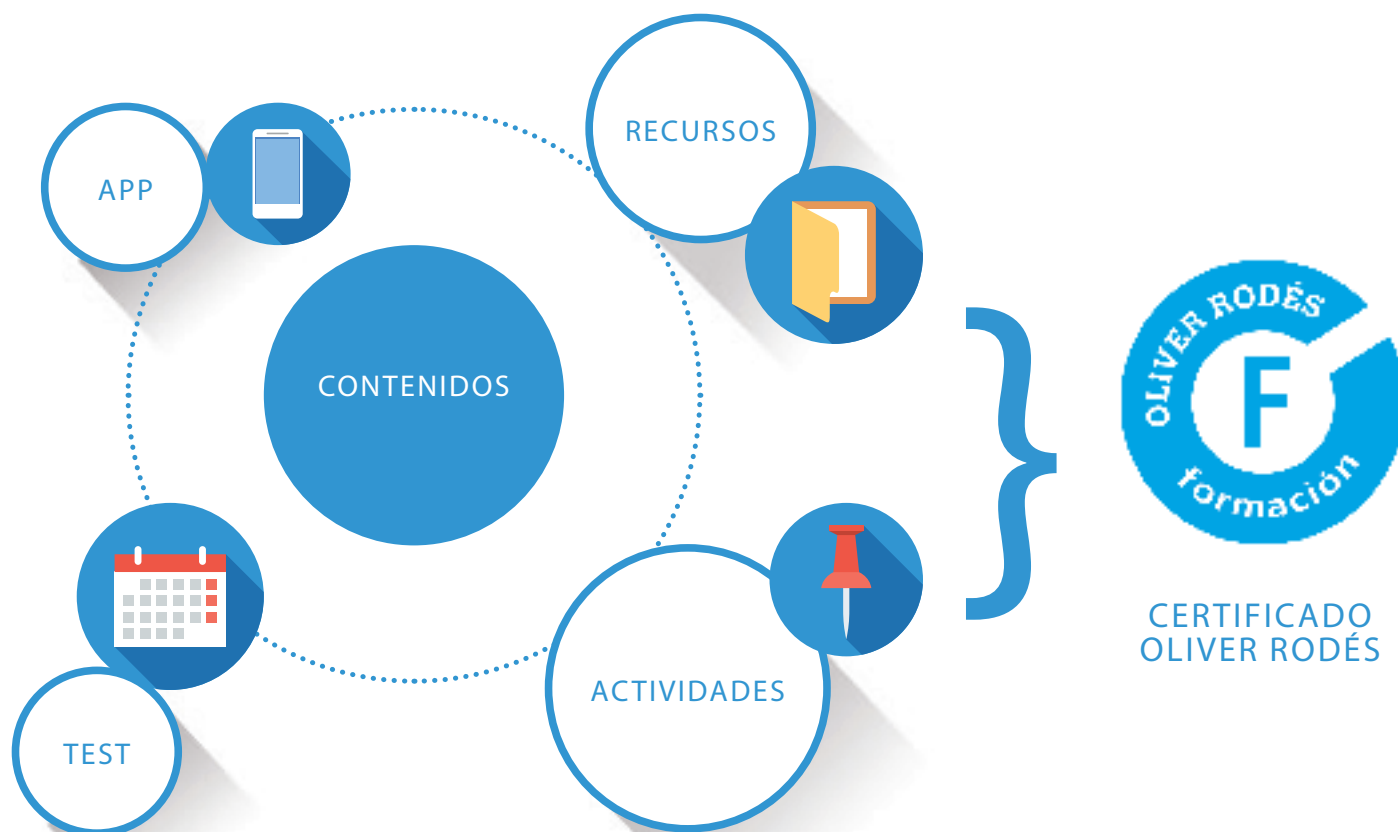 APP
RECURSOS
CONTENIDOS
TEST
ACTIVIDADES
OLIVER RODÉS
F
formación
CERTIFICADO
OLIVER RODÉS